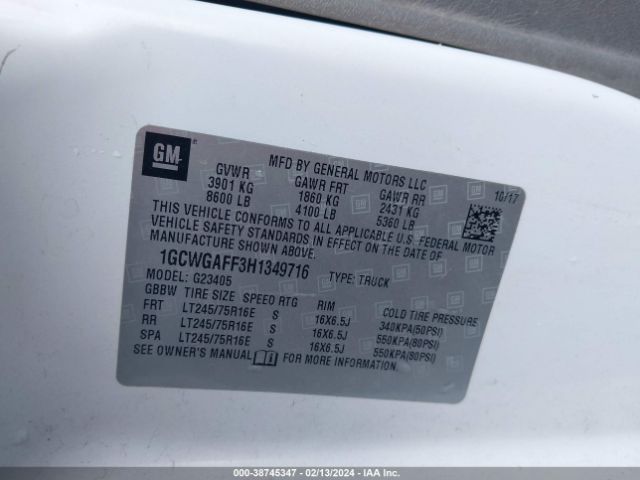 GM
MFD BY GENERAL MOTORS LLC
10/17
GVWR GAWR FRT GAWR RR
3901 KG 1860 KG 2431 KG
8600 LB 4100 LB 5360 LB
THIS VEHICLE CONFORMS TO ALL APPLICABLE U.S. FEDERAL MOTOR
VEHICLE SAFETY STANDARDS IN EFFECT ON THE DATE OF
MANUFACTURE SHOWN ABOVE.
1GCWGAFF3H1349716 TYPE: TRUCK
MODEL: G23405
GBBW TIRE SIZE SPEED RTG RIM COLD TIRE PRESSURE
FRT LT245/75R16E S 16X6.5J 340KPA(50PSI)
RR LT245/75R16E S 16X6.5J 550KPA(80PSI)
SPA LT245/75R16E S 16X6.5J 550KPA(80PSI)
SEE OWNER'S MANUAL FOR MORE INFORMATION.
000-38745347 - 02/13/2024 - IAA Inc.